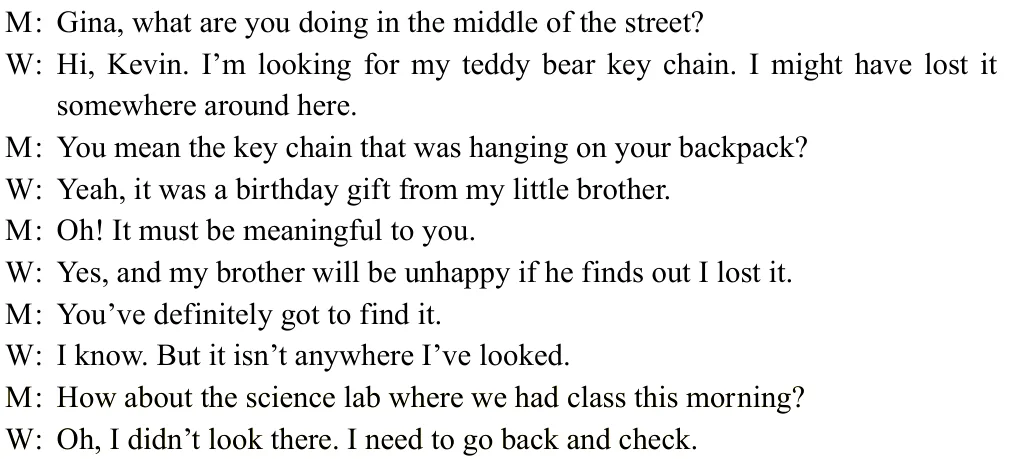 M: Gina, what are you doing in the middle of the street?
W: Hi, Kevin. I'm looking for my teddy bear key chain. I might have lost it
somewhere around here.
M: You mean the key chain that was hanging on your backpack?
W: Yeah, it was a birthday gift from my little brother.
M: Oh! It must be meaningful to you.
W: Yes, and my brother will be unhappy if he finds out I lost it.
M: You've definitely got to find it.
W: I know. But it isn't anywhere I've looked.
M: How about the science lab where we had class this morning?
W: Oh, I didn't look there. I need to go back and check.